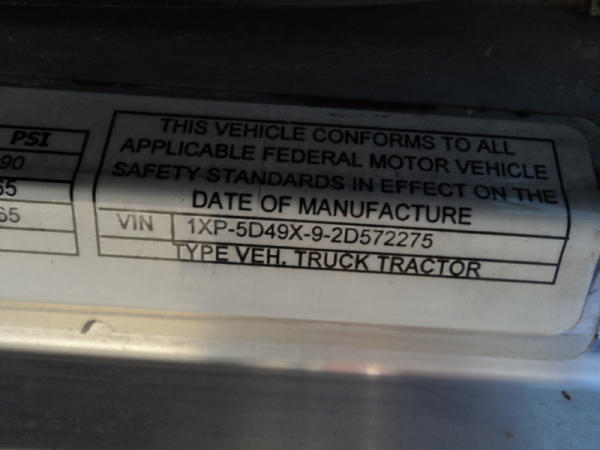 PSI
90
65
65
THIS VEHICLE CONFORMS TO ALL
APPLICABLE FEDERAL MOTOR VEHICLE
SAFETY STANDARDS IN EFFECT ON THE
DATE OF MANUFACTURE
VIN 1XP-5D49X-9-2D572275
TYPE VEH. TRUCK TRACTOR